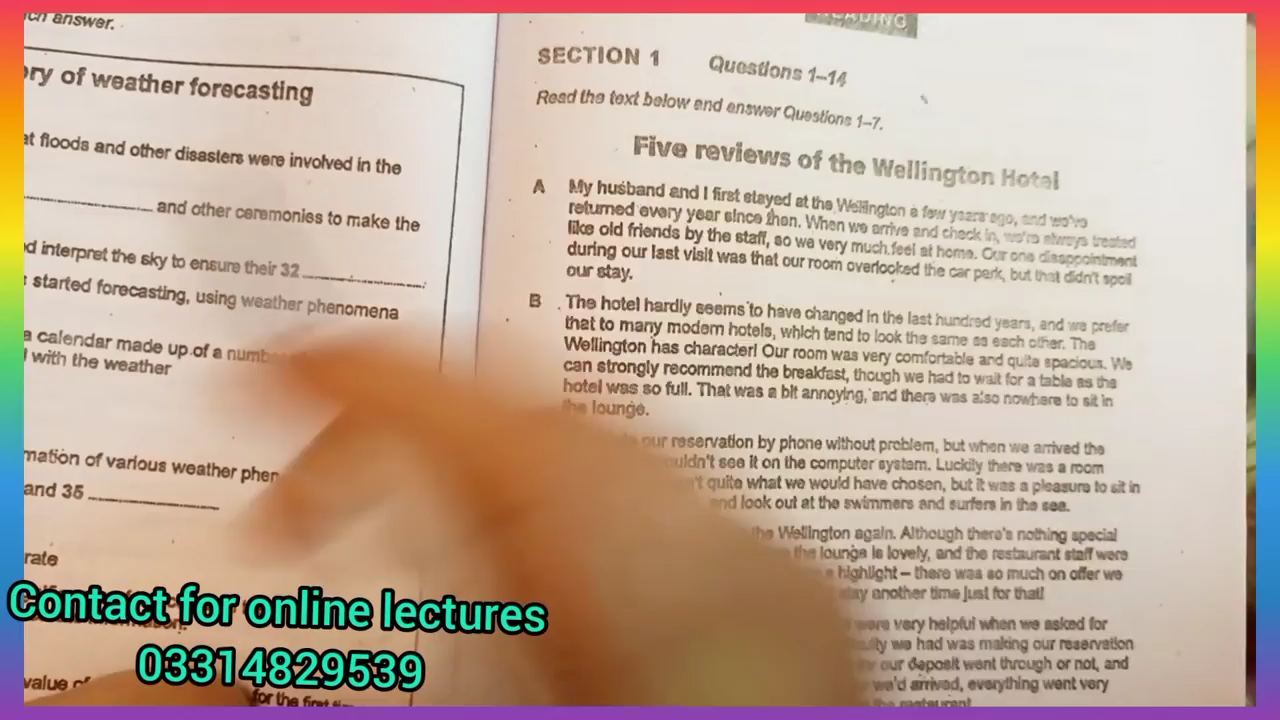 ch answer.
ory of weather forecasting
at floods and other disasters were involved in the
and other ceremonies to make the
d interpret the sky to ensure their 32
started forecasting, using weather phenomena
a calendar made up of a numbe
with the weather
mation of various weather phen
and 35
rate
value of
for the first
READING
SECTION 1 Questions 1–14
Read the text below and answer Questions 1–7.
Five reviews of the Wellington Hotel
A My husband and I first stayed at the Wellington a few years ago, and we've
returned every year since then. When we arrive and check in, we're always treated
like old friends by the staff, so we very much feel at home. Our one disappointment
during our last visit was that our room overlooked the car park, but that didn't spoil
our stay.
B The hotel hardly seems to have changed in the last hundred years, and we prefer
that to many modern hotels, which tend to look the same as each other. The
Wellington has character! Our room was very comfortable and quite spacious. We
can strongly recommend the breakfast, though we had to wait for a table as the
hotel was so full. That was a bit annoying, and there was also nowhere to sit in
the lounge.
our reservation by phone without problem, but when we arrived the
uldn't see it on the computer system. Luckily there was a room
't quite what we would have chosen, but it was a pleasure to sit in
and look out at the swimmers and surfers in the sea.
the Wellington again. Although there's nothing special
the lounge is lovely, and the restaurant staff were
highlight – there was so much on offer we
stay another time just for that!
were very helpful when we asked for
we had was making our reservation
our deposit went through or not, and
we'd arrived, everything went very
the restaurant
Contact for online lectures
03314829539